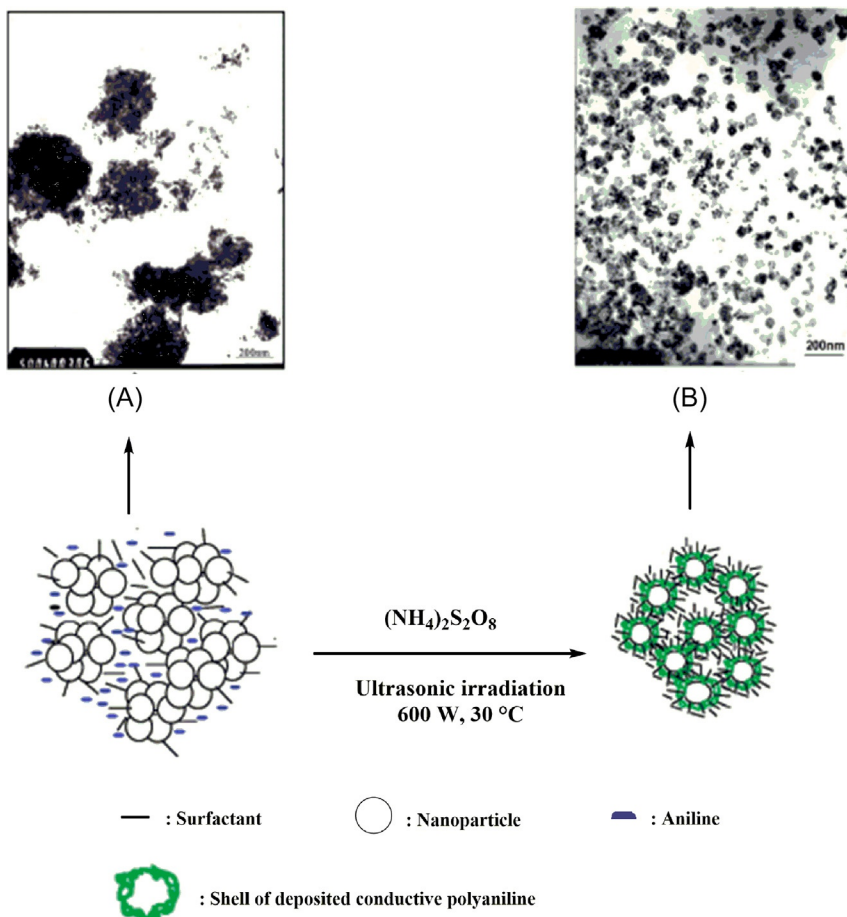 200nm
200nm
(A)
(B)
(NH₄)₂S₂O₈
Ultrasonic irradiation
600 W, 30 °C
: Surfactant
: Nanoparticle
: Aniline
: Shell of deposited conductive polyaniline